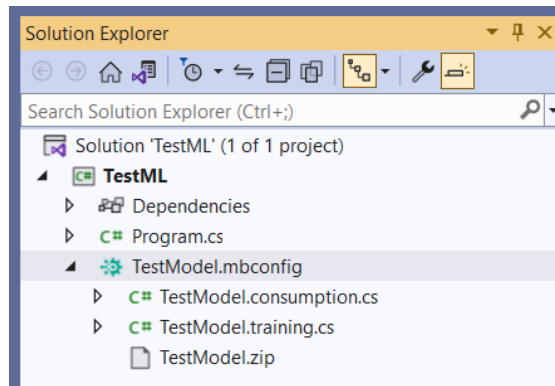 Solution Explorer
Search Solution Explorer (Ctrl+;)
Solution 'TestML' (1 of 1 project)
C# TestML
Dependencies
C# Program.cs
TestModel.mbconfig
C# TestModel.consumption.cs
C# TestModel.training.cs
TestModel.zip